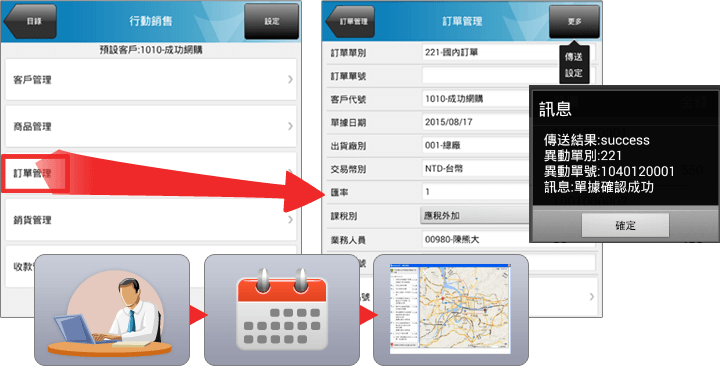 目錄
行動銷售
設定
預設客戶:1010-成功網購
客戶管理
商品管理
訂單管理
銷貨管理
收款
訂單管理
訂單管理
更多
傳送
設定
訂單單別
221-國內訂單
訂單單號
客戶代號
1010-成功網購
單據日期
2015/08/17
出貨廠別
001-總廠
交易幣別
NTD-台幣
匯率
1
課稅別
應稅外加
業務人員
00980-陳熊大
號
號
訊息
傳送結果:success
異動單別:221
異動單號:1040120001
訊息:單據確認成功
確定